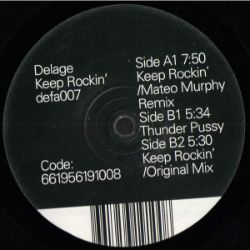 Delage
Keep Rockin'
defa007
Code:
661956191008
Side A1 7:50
Keep Rockin'
/Mateo Murphy
Remix
Side B1 5:34
Thunder Pussy
Side B2 5:30
Keep Rockin'
/Original Mix